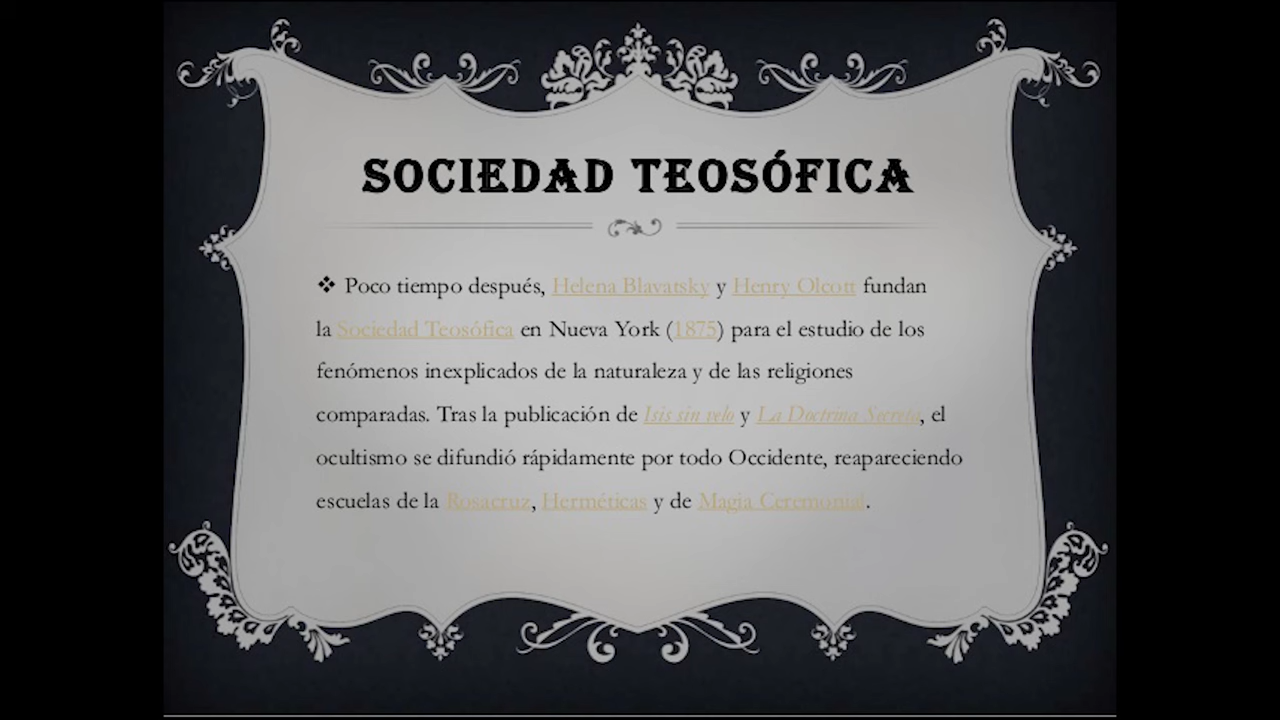 SOCIEDAD TEOSÓFICA
❖ Poco tiempo después, Helena Blavatsky y Henry Olcott fundan
la Sociedad Teosófica en Nueva York (1875) para el estudio de los
fenómenos inexplicados de la naturaleza y de las religiones
comparadas. Tras la publicación de Isis sin velo y La Doctrina Secreta, el
ocultismo se difundió rápidamente por todo Occidente, reapareciendo
escuelas de la Rosacruz, Herméticas y de Magia Ceremonial.